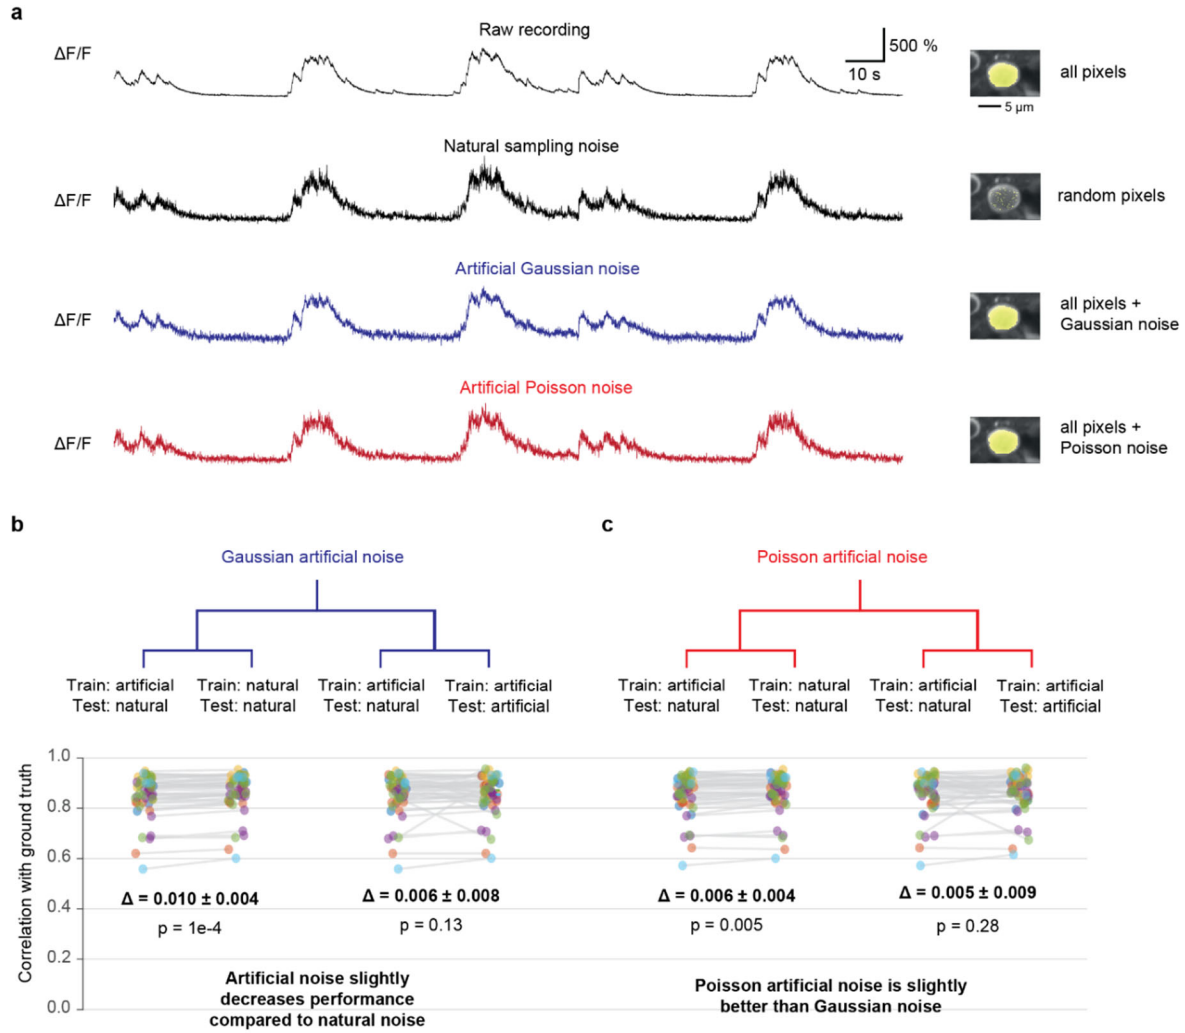 a
Raw recording
ΔF/F
500 %
10 s
all pixels
5 µm
Natural sampling noise
ΔF/F
random pixels
Artificial Gaussian noise
ΔF/F
all pixels +
Gaussian noise
Artificial Poisson noise
ΔF/F
all pixels +
Poisson noise
b
Gaussian artificial noise
Train: artificial
Test: natural
Train: natural
Test: natural
Train: artificial
Test: natural
Train: artificial
Test: artificial
c
Poisson artificial noise
Train: artificial
Test: natural
Train: natural
Test: natural
Train: artificial
Test: natural
Train: artificial
Test: artificial
Correlation with ground truth
1.0
0.8
0.6
0.4
0.2
0.0
Δ = 0.010 ± 0.004
p = 1e-4
Δ = 0.006 ± 0.008
p = 0.13
Δ = 0.006 ± 0.004
p = 0.005
Δ = 0.005 ± 0.009
p = 0.28
Artificial noise slightly
decreases performance
compared to natural noise
Poisson artificial noise is slightly
better than Gaussian noise